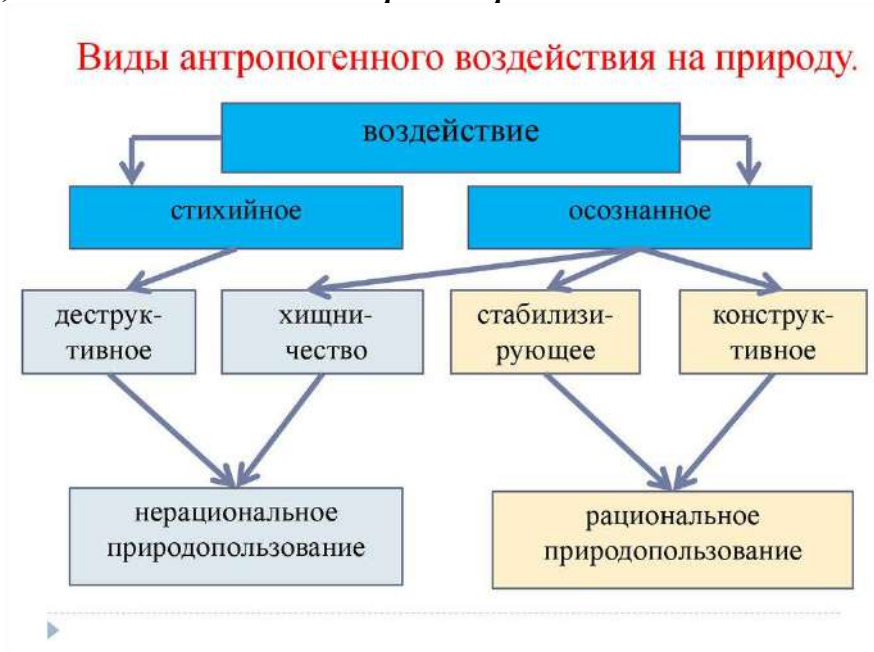 Виды антропогенного воздействия на природу.
воздействие
стихийное
осознанное
деструк-
тивное
хищни-
чество
стабилизи-
рующее
конструк-
тивное
нерациональное
природопользование
рациональное
природопользование